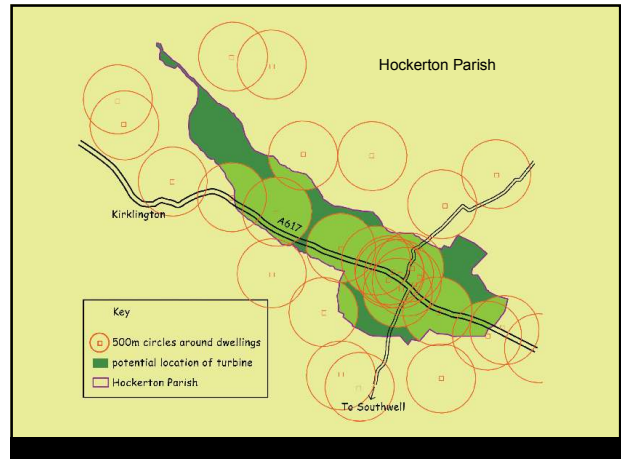 Hockerton Parish
Kirklington
A617
Key
500m circles around dwellings
potential location of turbine
Hockerton Parish
To Southwell